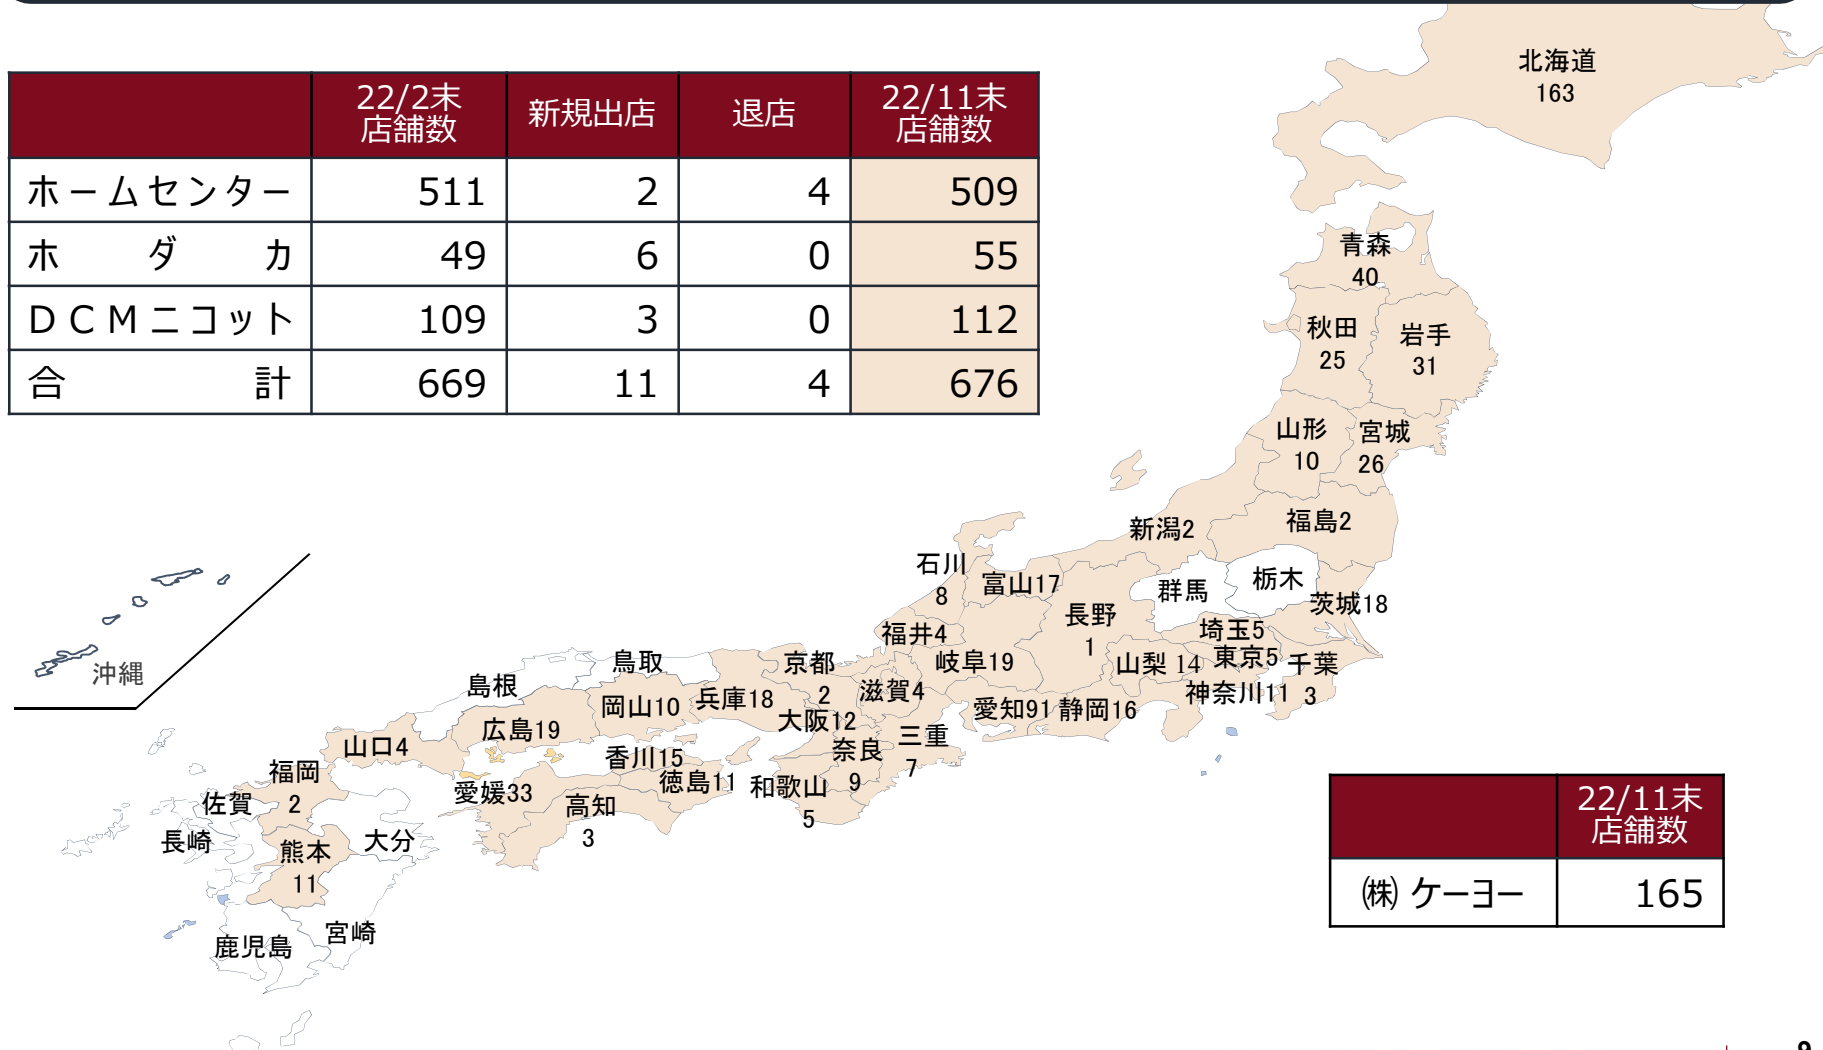 22/2末 新規出店 退店 22/11末
店舗数 店舗数
ホームセンター 511 2 4 509
ホダカ 49 6 0 55
ＤＣＭニコット 109 3 0 112
合計 669 11 4 676
北海道
163
青森
40
秋田
25
岩手
31
山形
10
宮城
26
新潟2
福島2
石川
8
富山17
長野
1
群馬
栃木
茨城18
福井4
岐阜19
埼玉5
山梨 14
東京5
千葉
3
神奈川11
鳥取
京都
2
滋賀4
島根
岡山10
兵庫18
愛知91
静岡16
大阪12
広島19
三重
7
山口4
香川15
奈良
9
福岡
2
徳島11
和歌山
5
愛媛33
高知
3
佐賀
長崎
大分
熊本
11
鹿児島
宮崎
沖縄
22/11末
店舗数
㈱ ケーヨー 165
9